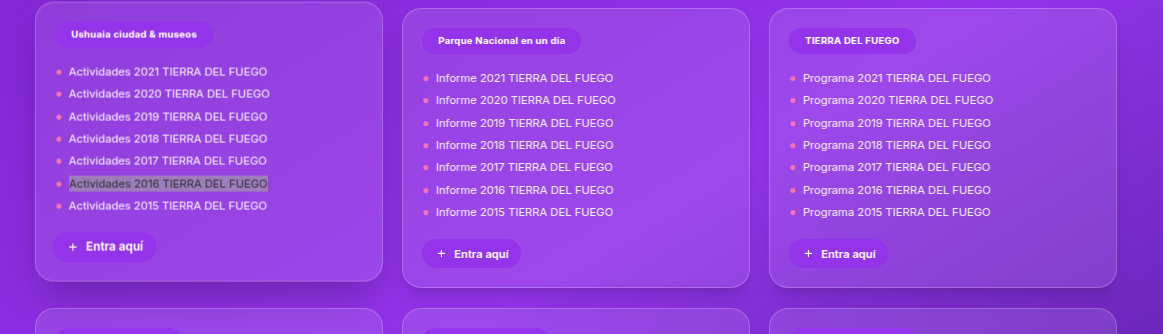 Ushuaia ciudad & museos
Actividades 2021 TIERRA DEL FUEGO
Actividades 2020 TIERRA DEL FUEGO
Actividades 2019 TIERRA DEL FUEGO
Actividades 2018 TIERRA DEL FUEGO
Actividades 2017 TIERRA DEL FUEGO
Actividades 2016 TIERRA DEL FUEGO
Actividades 2015 TIERRA DEL FUEGO
+ Entra aquí
Parque Nacional en un día
Informe 2021 TIERRA DEL FUEGO
Informe 2020 TIERRA DEL FUEGO
Informe 2019 TIERRA DEL FUEGO
Informe 2018 TIERRA DEL FUEGO
Informe 2017 TIERRA DEL FUEGO
Informe 2016 TIERRA DEL FUEGO
Informe 2015 TIERRA DEL FUEGO
+ Entra aquí
TIERRA DEL FUEGO
Programa 2021 TIERRA DEL FUEGO
Programa 2020 TIERRA DEL FUEGO
Programa 2019 TIERRA DEL FUEGO
Programa 2018 TIERRA DEL FUEGO
Programa 2017 TIERRA DEL FUEGO
Programa 2016 TIERRA DEL FUEGO
Programa 2015 TIERRA DEL FUEGO
+ Entra aquí